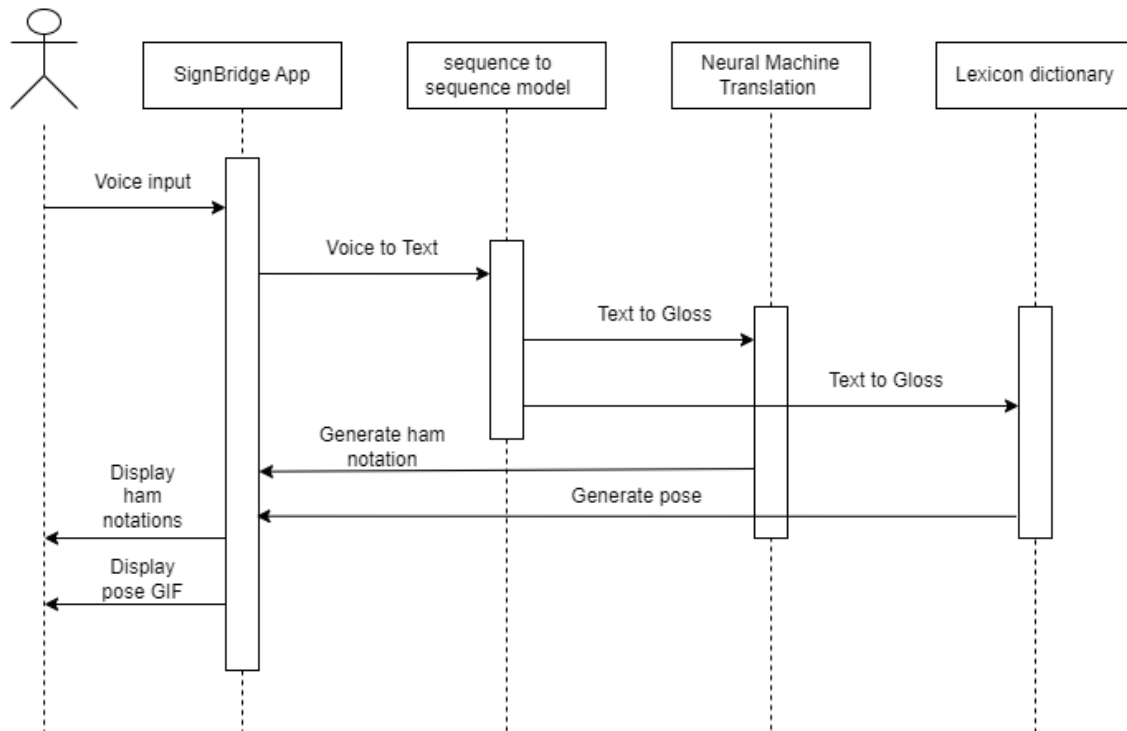 SignBridge App
sequence to
sequence model
Neural Machine
Translation
Lexicon dictionary
Voice input
Voice to Text
Text to Gloss
Text to Gloss
Generate ham
notation
Display
ham
notations
Generate pose
Display
pose GIF